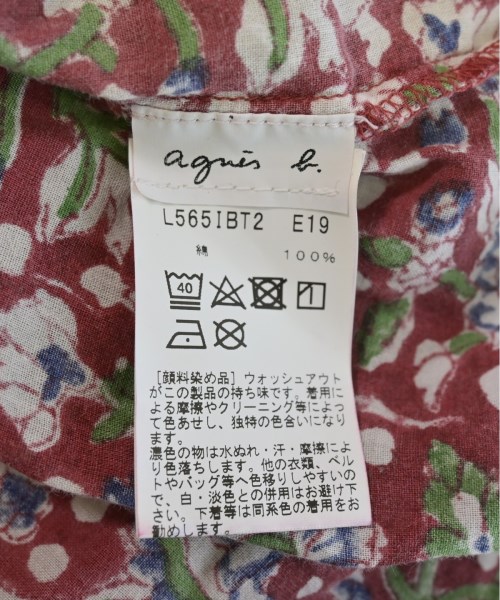 agnès b.
L565IBT2 E19
綿 100%
40
[顔料染め品] ウォッシュアウト
がこの製品の持ち味です。着用に
よる摩擦やクリーニング等によっ
て色あせし、独特の色合いになり
ます。
濃色の物は水ぬれ・汗・摩擦によ
り色落ちします。他の衣類、ベル
トやバッグ等へ色移りしやすいの
で、白・淡色との併用はお避け下
さい。下着等は同系色の着用をお
勧めします。